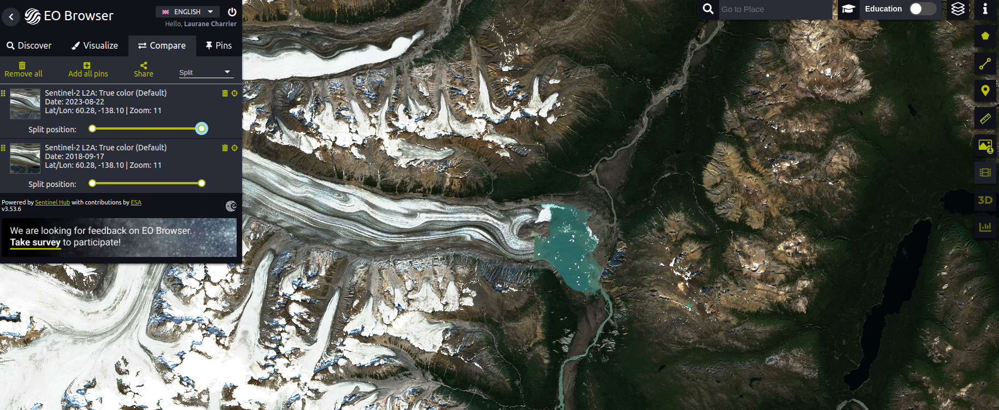 EO Browser
ENGLISH
Hello, Laurane Charrier
Discover
Visualize
Compare
Pins
Remove all
Add all pins
Share
Split
Sentinel-2 L2A: True color (Default)
Date: 2023-08-22
Lat/Lon: 60.28, -138.10 | Zoom: 11
Split position:
Sentinel-2 L2A: True color (Default)
Date: 2018-09-17
Lat/Lon: 60.28, -138.10 | Zoom: 11
Split position:
Powered by Sentinel Hub with contributions by ESA
v3.53.6
We are looking for feedback on EO Browser.
Take survey to participate!
Go to Place
Education
3D